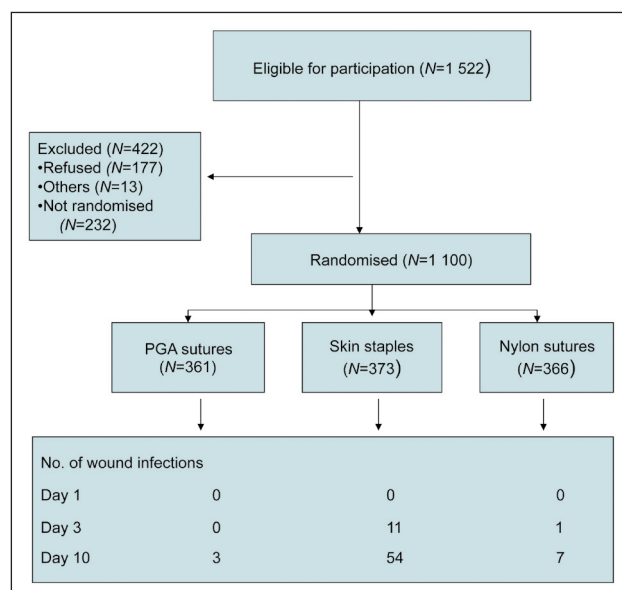 Eligible for participation (N=1 522)
Excluded (N=422)
•Refused (N=177)
•Others (N=13)
•Not randomised
(N=232)
Randomised (N=1 100)
PGA sutures
(N=361)
Skin staples
(N=373)
Nylon sutures
(N=366)
No. of wound infections
Day 1 0 0 0
Day 3 0 11 1
Day 10 3 54 7